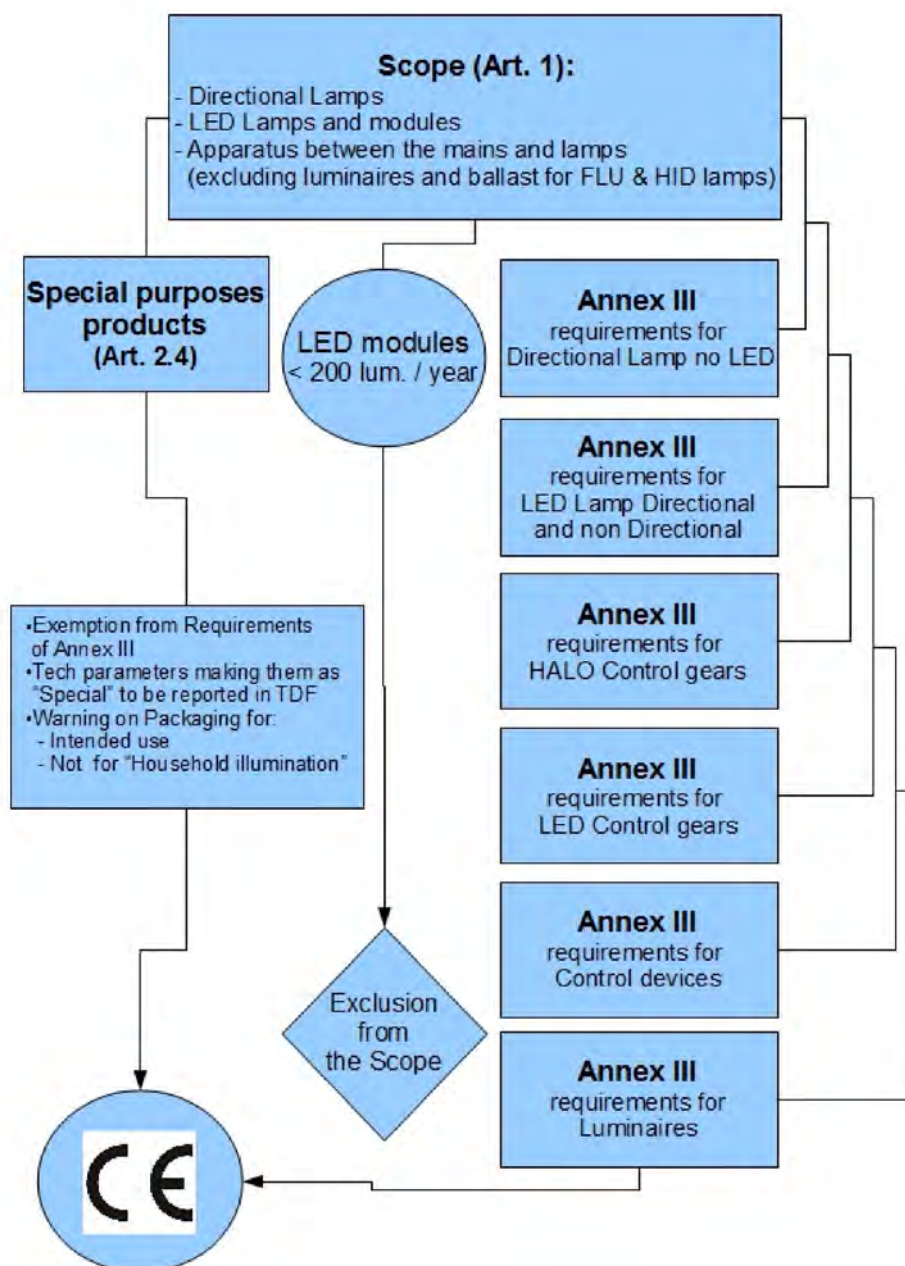 Scope (Art. 1):
- Directional Lamps
- LED Lamps and modules
- Apparatus between the mains and lamps
(excluding luminaires and ballast for FLU & HID lamps)
Special purposes
products
(Art. 2.4)
LED modules
< 200 lum. / year
Annex III
requirements for
Directional Lamp no LED
Annex III
requirements for
LED Lamp Directional
and non Directional
Annex III
requirements for
HALO Control gears
•Exemption from Requirements
of Annex III
•Tech parameters making them as
“Special” to be reported in TDF
•Warning on Packaging for:
- Intended use
- Not for “Household illumination”
Annex III
requirements for
LED Control gears
Annex III
requirements for
Control devices
Exclusion
from
the Scope
Annex III
requirements for
Luminaires
CE